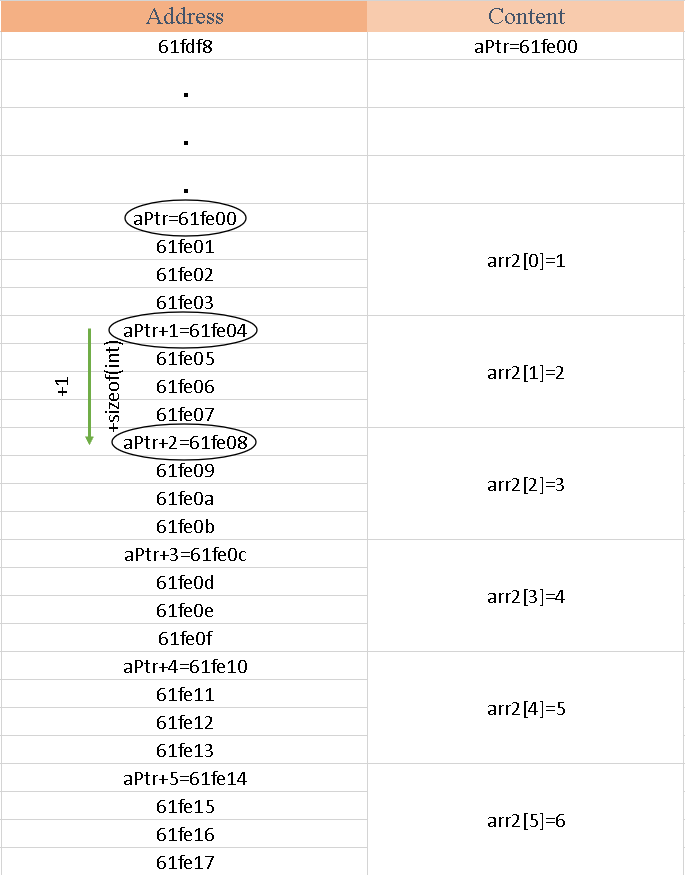 Address Content
61fdf8 aPtr=61fe00
.
.
.
aPtr=61fe00
61fe01
arr2[0]=1
61fe02
61fe03
aPtr+1=61fe04
61fe05
arr2[1]=2
61fe06
61fe07
+1
+sizeof(int)
aPtr+2=61fe08
61fe09
arr2[2]=3
61fe0a
61fe0b
aPtr+3=61fe0c
61fe0d
arr2[3]=4
61fe0e
61fe0f
aPtr+4=61fe10
61fe11
arr2[4]=5
61fe12
61fe13
aPtr+5=61fe14
61fe15
arr2[5]=6
61fe16
61fe17